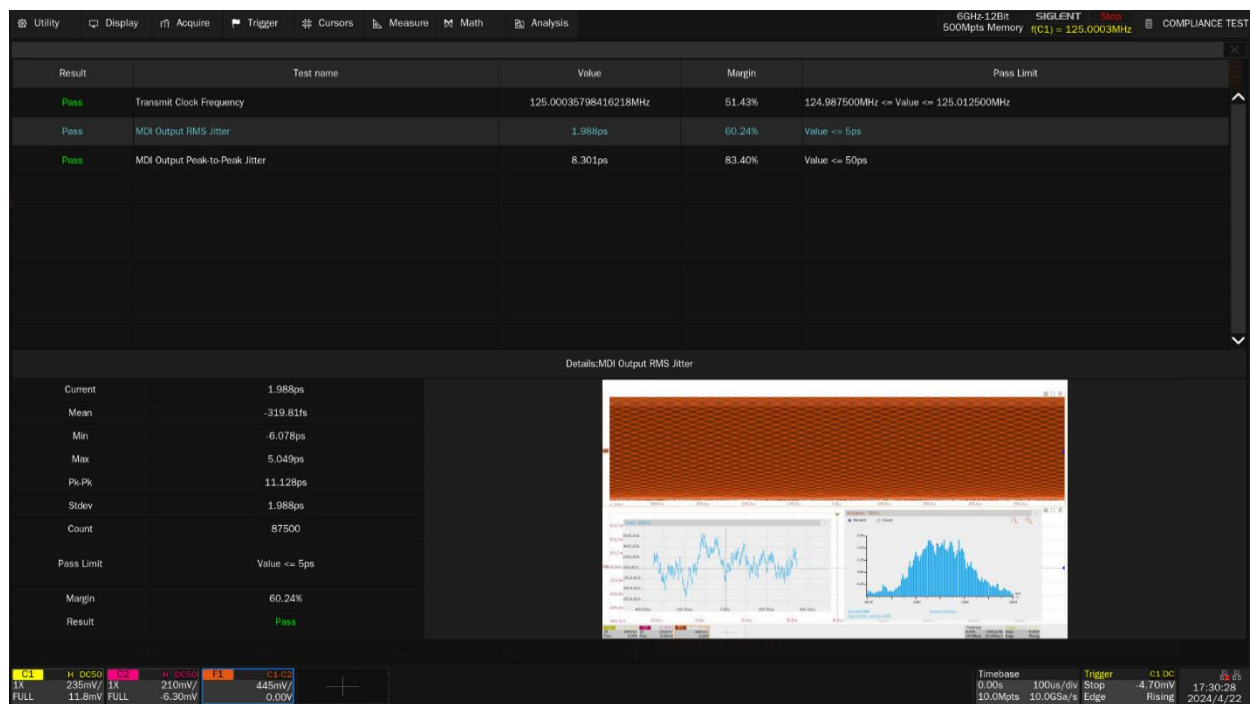 Utility Display Acquire Trigger Cursors Measure Math Analysis 6GHz-12Bit SIGLENT Stop COMPLIANCE TEST
500Mpts Memory f(C1) = 125.0003MHz
Result Test name Value Margin Pass Limit
Pass Transmit Clock Frequency 125.00035798416218MHz 51.43% 124.987500MHz <= Value <= 125.012500MHz
Pass MDI Output RMS Jitter 1.988ps 60.24% Value <= 5ps
Pass MDI Output Peak-to-Peak Jitter 8.301ps 83.40% Value <= 50ps
Details:MDI Output RMS Jitter
Current 1.988ps
Mean -319.81fs
Min -6.078ps
Max 5.049ps
Pk-Pk 11.128ps
Stdev 1.988ps
Count 87500
Pass Limit Value <= 5ps
Margin 60.24%
Result Pass
C1 H DC50 C2 H DC50 F1 C1-C2 Timebase Trigger C1 DC
1X 235mV/ 1X 210mV/ 445mV/ 0.00s 100us/div Stop -4.70mV 17:30:28
FULL 11.8mV FULL -6.30mV 0.00V 10.0Mpts 10.0GSa/s Edge Rising 2024/4/22